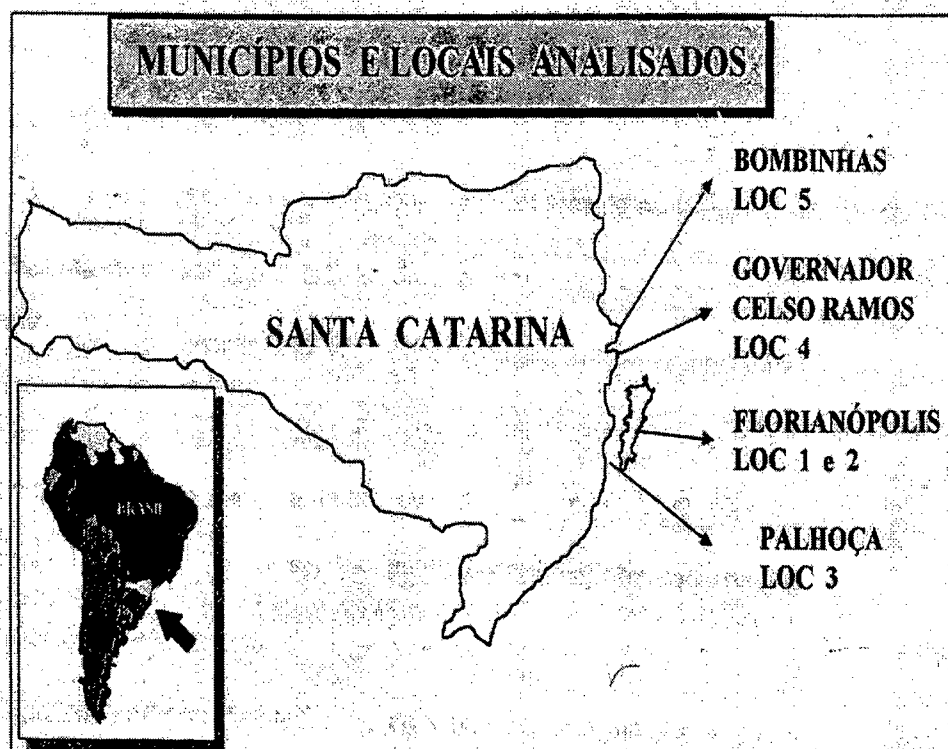 MUNICÍPIOS E LOCAIS ANALISADOS
BOMBINHAS
LOC 5
GOVERNADOR
CELSO RAMOS
LOC 4
SANTA CATARINA
FLORIANÓPOLIS
LOC 1 e 2
BRASIL
PALHOÇA
LOC 3